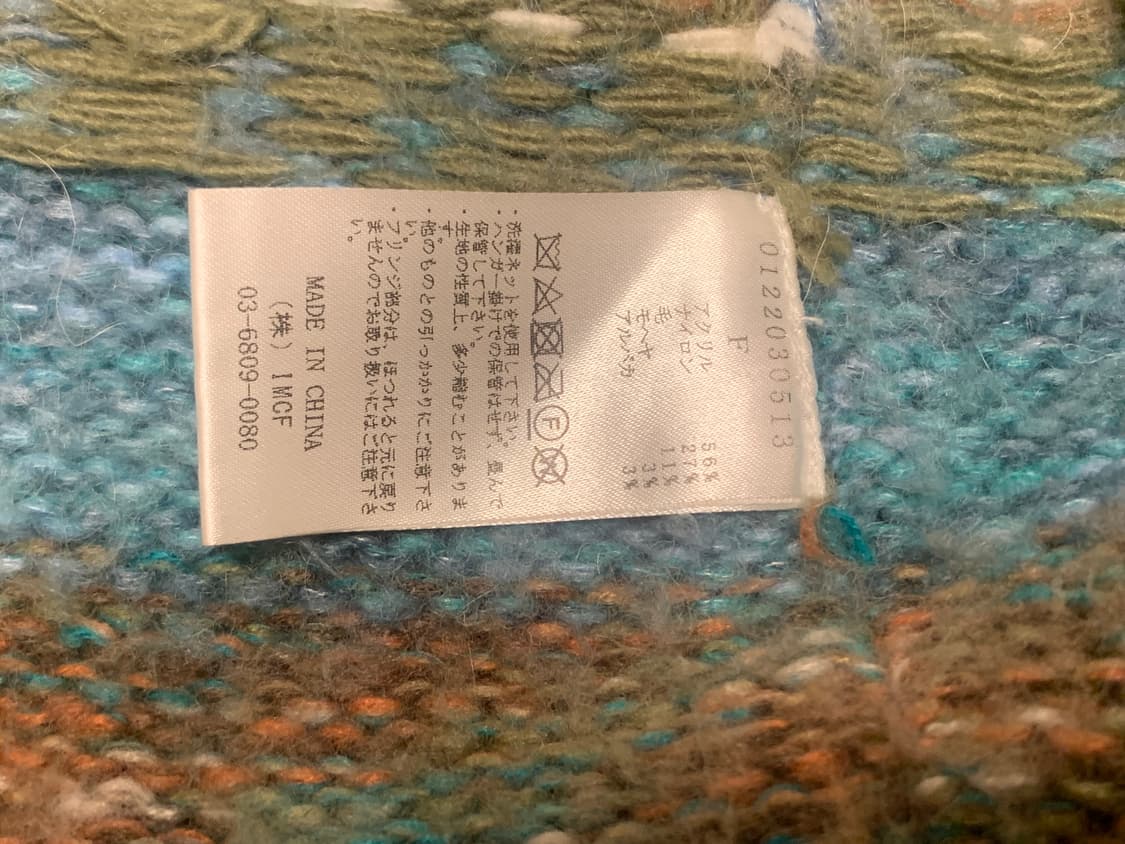 0122030513
F
アクリル 56%
ナイロン 27%
毛 11%
モヘヤ 3%
アルパカ 3%
F
・洗濯ネットを使用して下さい。
・ハンガー掛けでの保管はせず、畳んで
保管して下さい。
・生地の性質上、多少縮むことがありま
す。
・他のものとの引っかかりにご注意下さ
い。
・フリンジ部分は、ほつれると元に戻り
ませんのでお取り扱いにはご注意下さ
い。
MADE IN CHINA
(株) IMGF
03-6809-0080